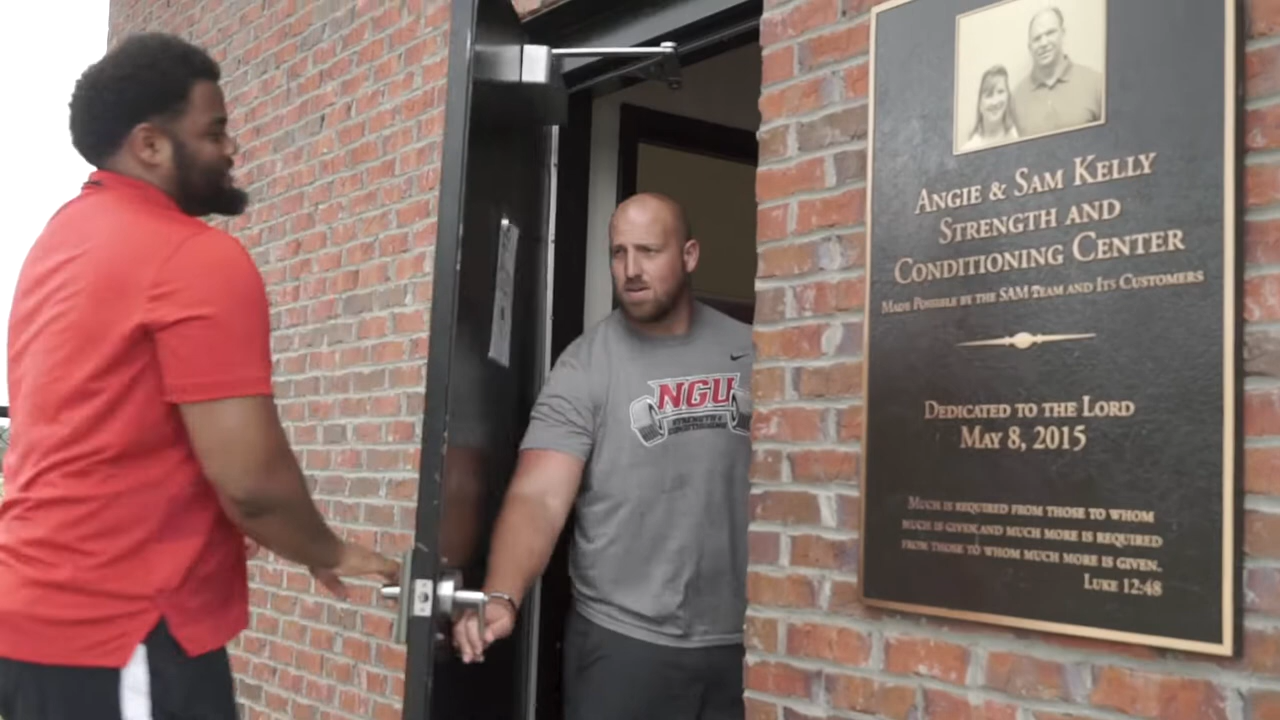 NGU
STRENGTH &
CONDITIONING
ANGIE & SAM KELLY
STRENGTH AND
CONDITIONING CENTER
MADE POSSIBLE BY THE SAM TEAM AND ITS CUSTOMERS
DEDICATED TO THE LORD
MAY 8, 2015
MUCH IS REQUIRED FROM THOSE TO WHOM
MUCH IS GIVEN AND MUCH MORE IS REQUIRED
FROM THOSE TO WHOM MUCH MORE IS GIVEN.
LUKE 12:48